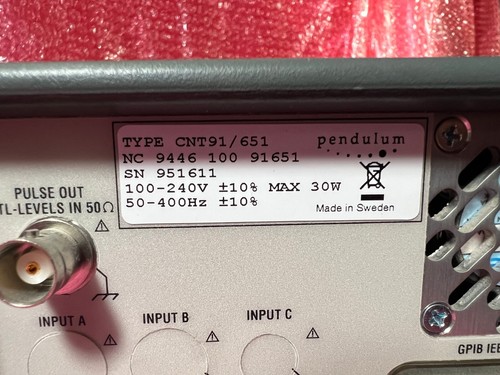 TYPE CNT91/651
pendulum
NC 9446 100 91651
SN 951611
100-240V ±10% MAX 30W
50-400Hz ±10%
Made in Sweden
PULSE OUT
TL-LEVELS IN 50Ω
INPUT A
INPUT B
INPUT C
GPIB IEE